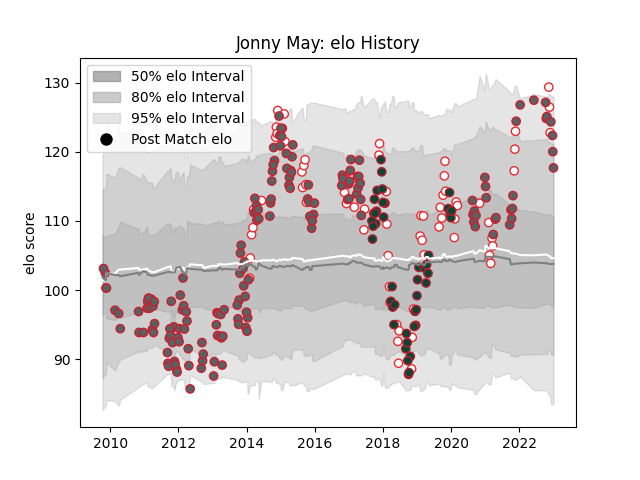 Jonny May: elo History
50% elo Interval
80% elo Interval
95% elo Interval
Post Match elo
elo score
130
120
110
100
90
2010 2012 2014 2016 2018 2020 2022